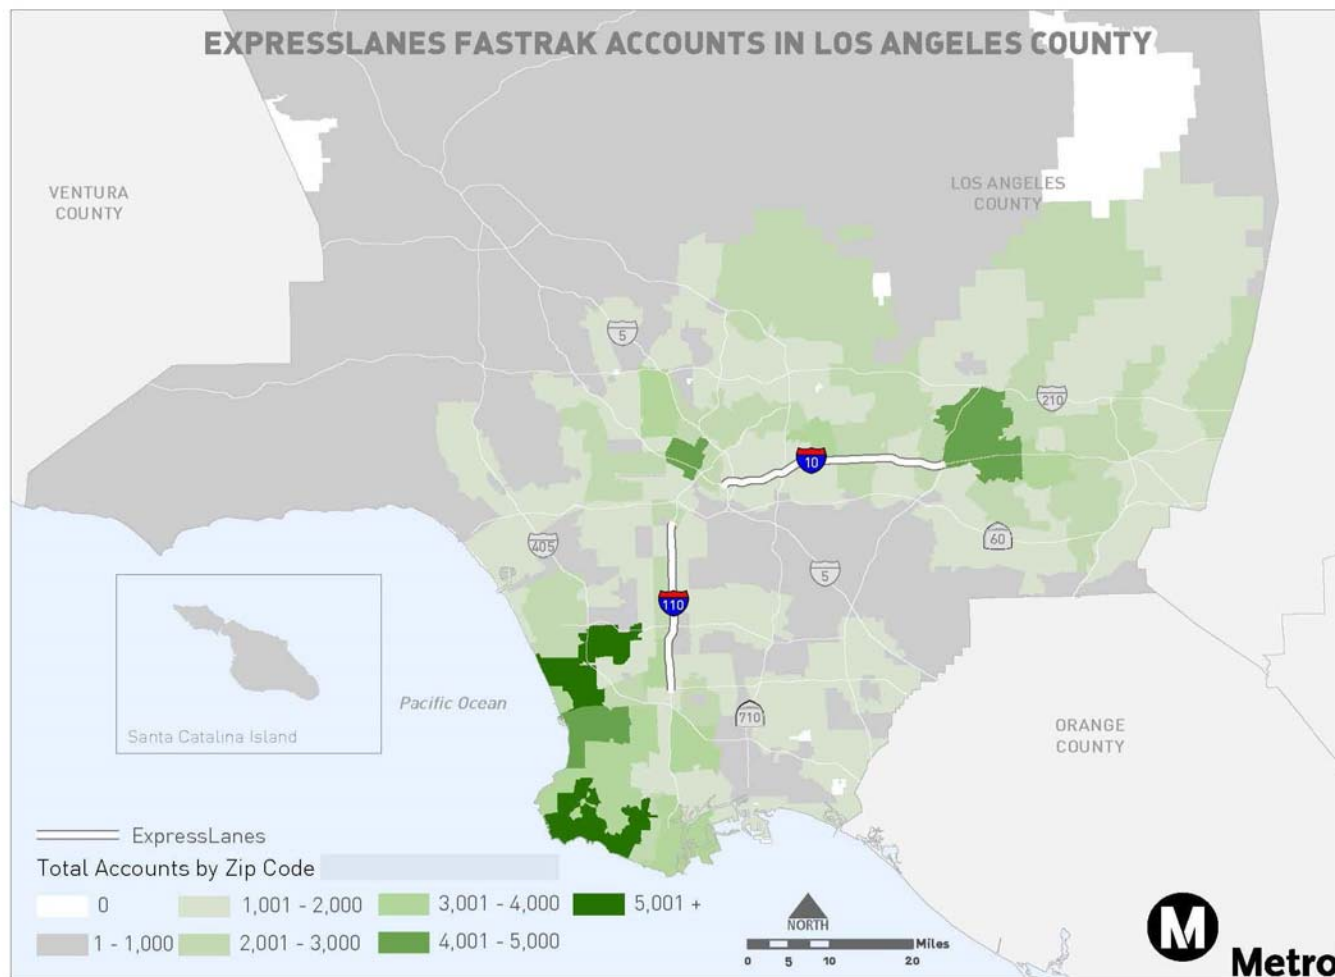 EXPRESSLANES FASTRAK ACCOUNTS IN LOS ANGELES COUNTY
VENTURA
COUNTY
LOS ANGELES
COUNTY
5
210
10
60
405
5
110
710
Pacific Ocean
Santa Catalina Island
ORANGE
COUNTY
ExpressLanes
Total Accounts by Zip Code
0
1,001 - 2,000
3,001 - 4,000
5,001 +
1 - 1,000
2,001 - 3,000
4,001 - 5,000
NORTH
Miles
0 5 10 20
M
Metro